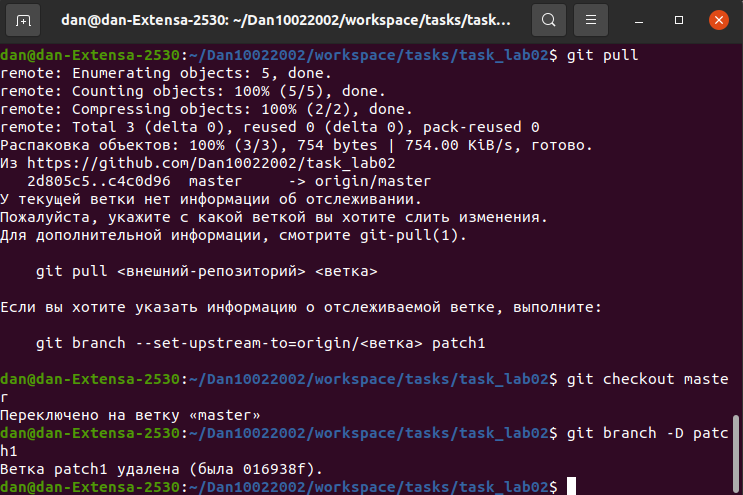 dan@dan-Extensa-2530: ~/Dan10022002/workspace/tasks/task…
dan@dan-Extensa-2530:~/Dan10022002/workspace/tasks/task_lab02$ git pull
remote: Enumerating objects: 5, done.
remote: Counting objects: 100% (5/5), done.
remote: Compressing objects: 100% (2/2), done.
remote: Total 3 (delta 0), reused 0 (delta 0), pack-reused 0
Распаковка объектов: 100% (3/3), 754 bytes | 754.00 KiB/s, готово.
Из https://github.com/Dan10022002/task_lab02
   2d805c5..c4c0d96  master     -> origin/master
У текущей ветки нет информации об отслеживании.
Пожалуйста, укажите с какой веткой вы хотите слить изменения.
Для дополнительной информации, смотрите git-pull(1).
    git pull <внешний-репозиторий> <ветка>
Если вы хотите указать информацию о отслеживаемой ветке, выполните:
    git branch --set-upstream-to=origin/<ветка> patch1
dan@dan-Extensa-2530:~/Dan10022002/workspace/tasks/task_lab02$ git checkout maste
r
Переключено на ветку «master»
dan@dan-Extensa-2530:~/Dan10022002/workspace/tasks/task_lab02$ git branch -D patc
h1
Ветка patch1 удалена (была 016938f).
dan@dan-Extensa-2530:~/Dan10022002/workspace/tasks/task_lab02$